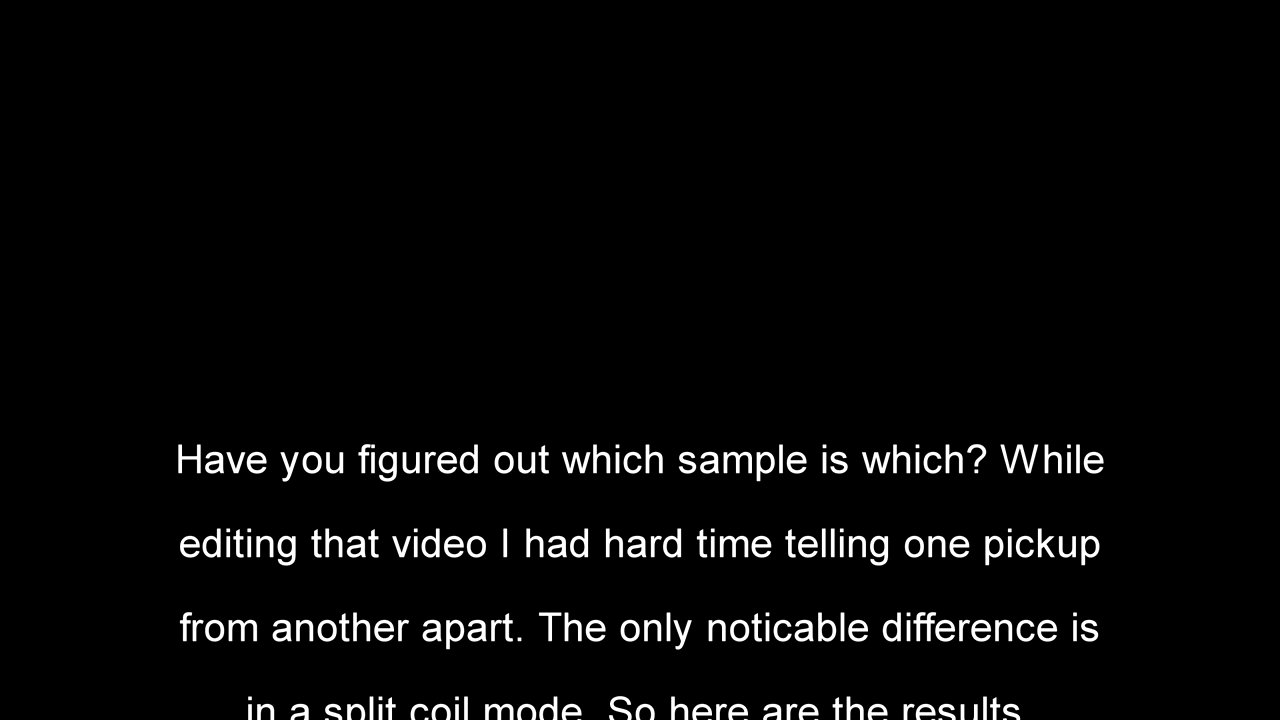 Have you figured out which sample is which? While
editing that video I had hard time telling one pickup
from another apart. The only noticable difference is
in a split coil mode. So here are the results